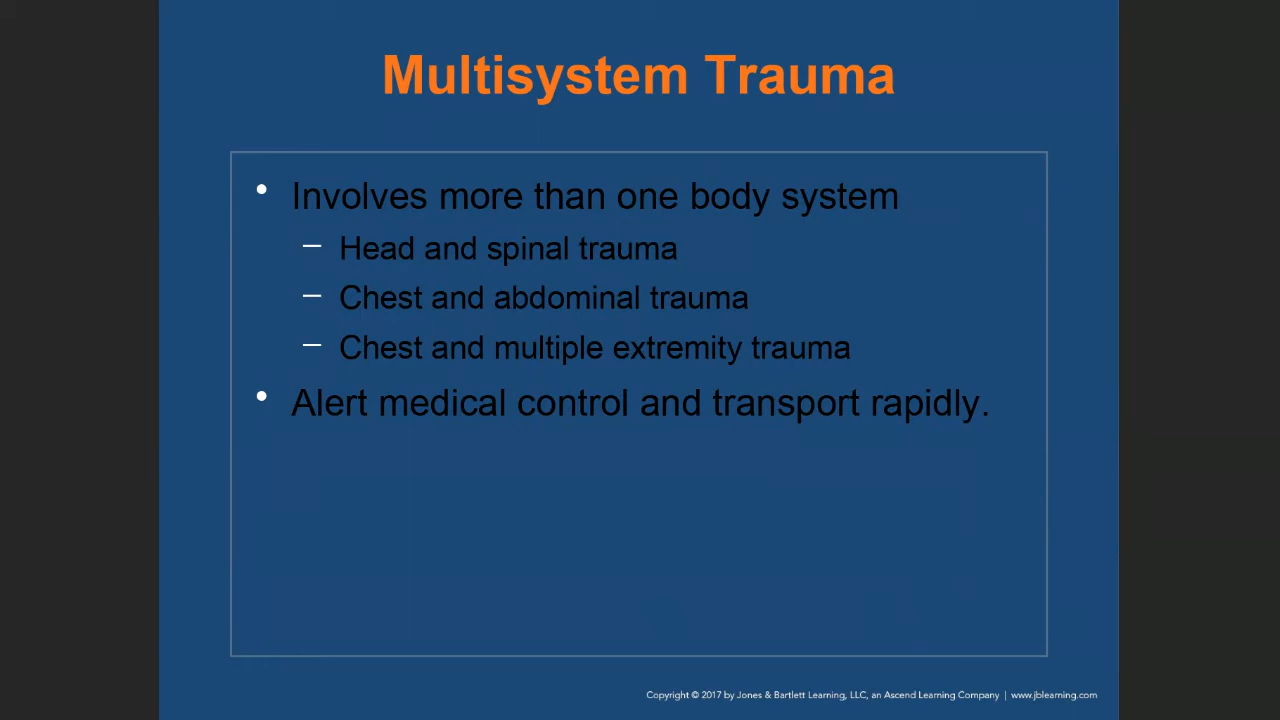 Multisystem Trauma
• Involves more than one body system
– Head and spinal trauma
– Chest and abdominal trauma
– Chest and multiple extremity trauma
• Alert medical control and transport rapidly.
Copyright © 2017 by Jones & Bartlett Learning, LLC, an Ascend Learning Company | www.jblearning.com